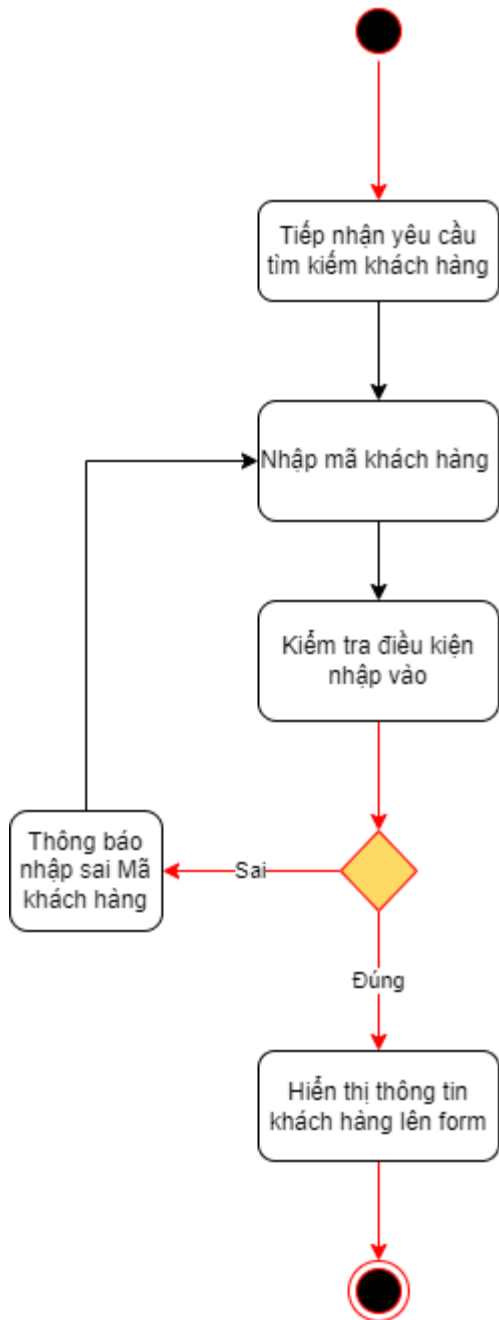 Tiếp nhận yêu cầu
tìm kiếm khách hàng
Nhập mã khách hàng
Kiểm tra điều kiện
nhập vào
Thông báo
nhập sai Mã
khách hàng
Sai
Đúng
Hiển thị thông tin
khách hàng lên form